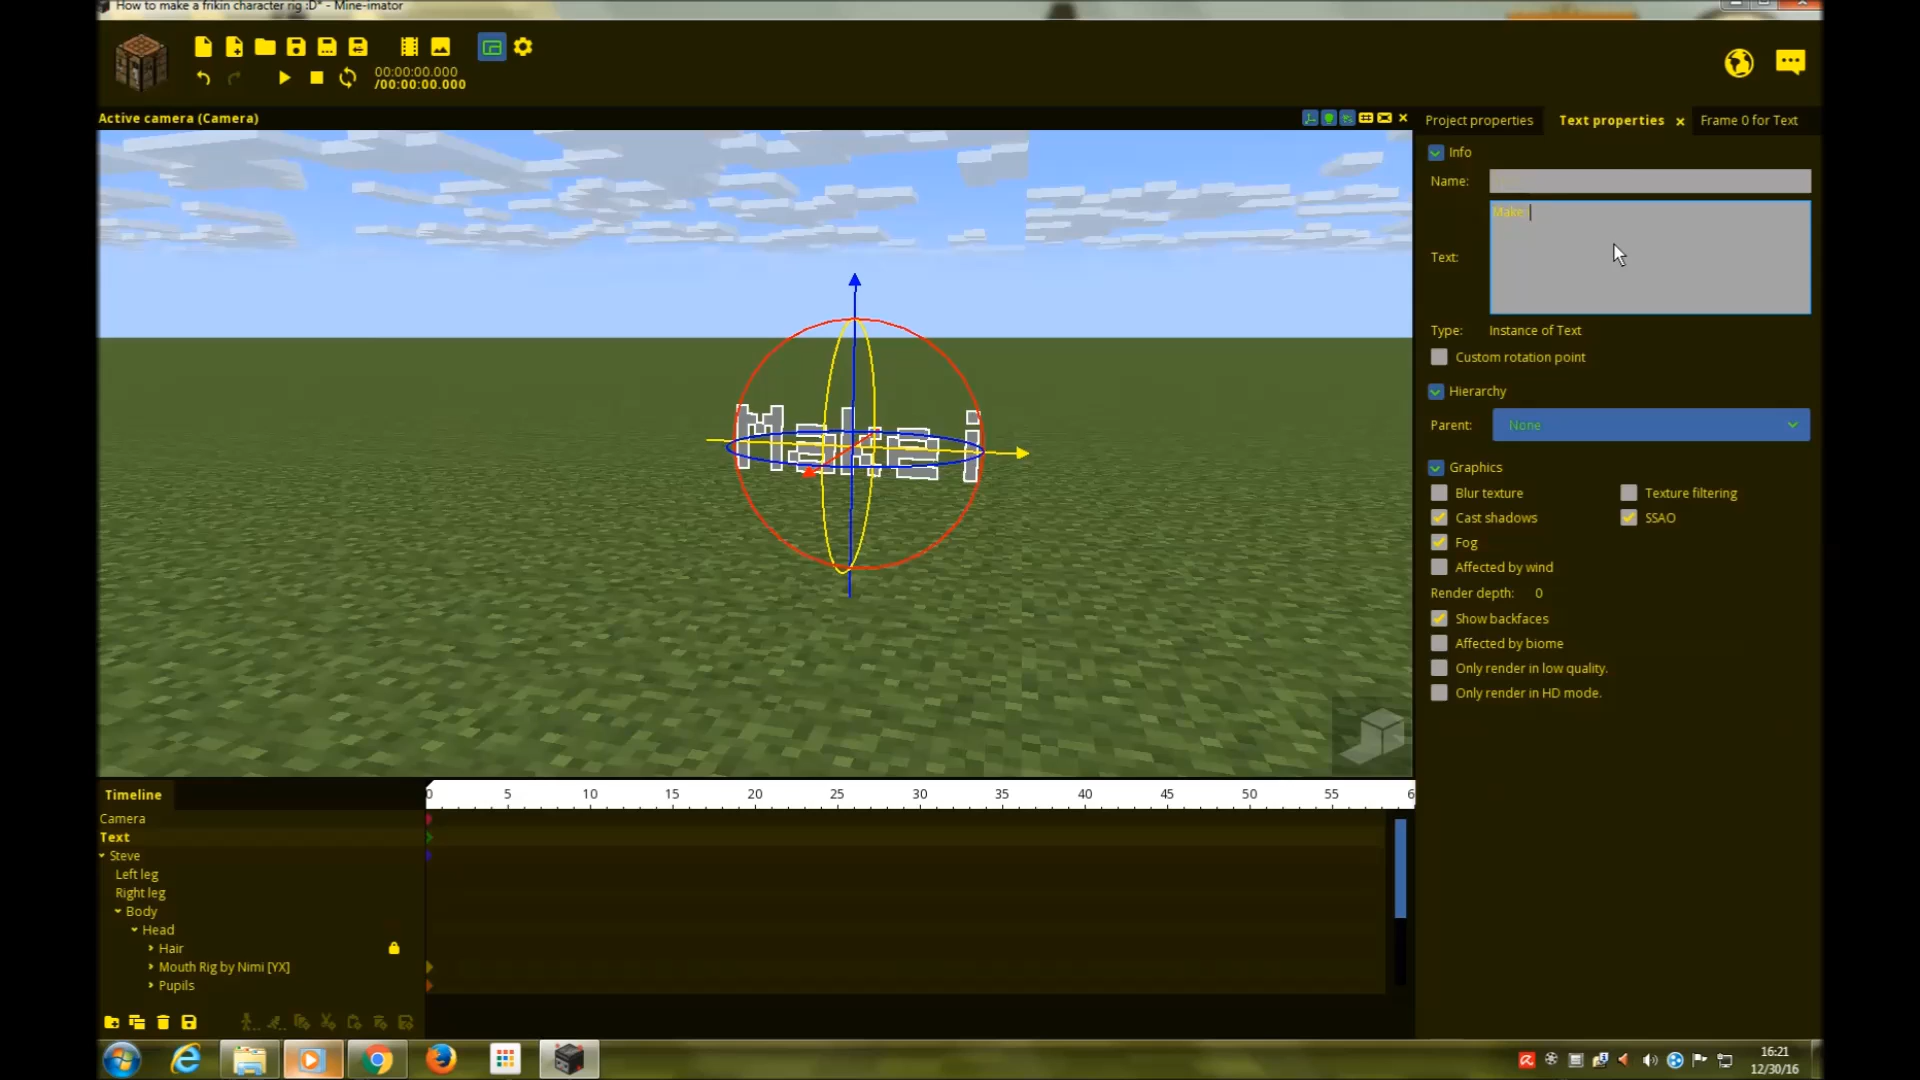 How to make a frikin character rig :D* - Mine-imator
00:00:00.000
/00:00:00.000
Active camera (Camera)
Project properties
Text properties
Frame 0 for Text
Info
Name:
Make
Text:
Type: Instance of Text
Custom rotation point
Hierarchy
Parent: None
Graphics
Blur texture
Texture filtering
Cast shadows
SSAO
Fog
Affected by wind
Render depth: 0
Show backfaces
Affected by biome
Only render in low quality.
Only render in HD mode.
Make i
Timeline
0 5 10 15 20 25 30 35 40 45 50 55 6
Camera
Text
Steve
Left leg
Right leg
Body
Head
Hair
Mouth Rig by Nimi [YX]
Pupils
16:21
12/30/16